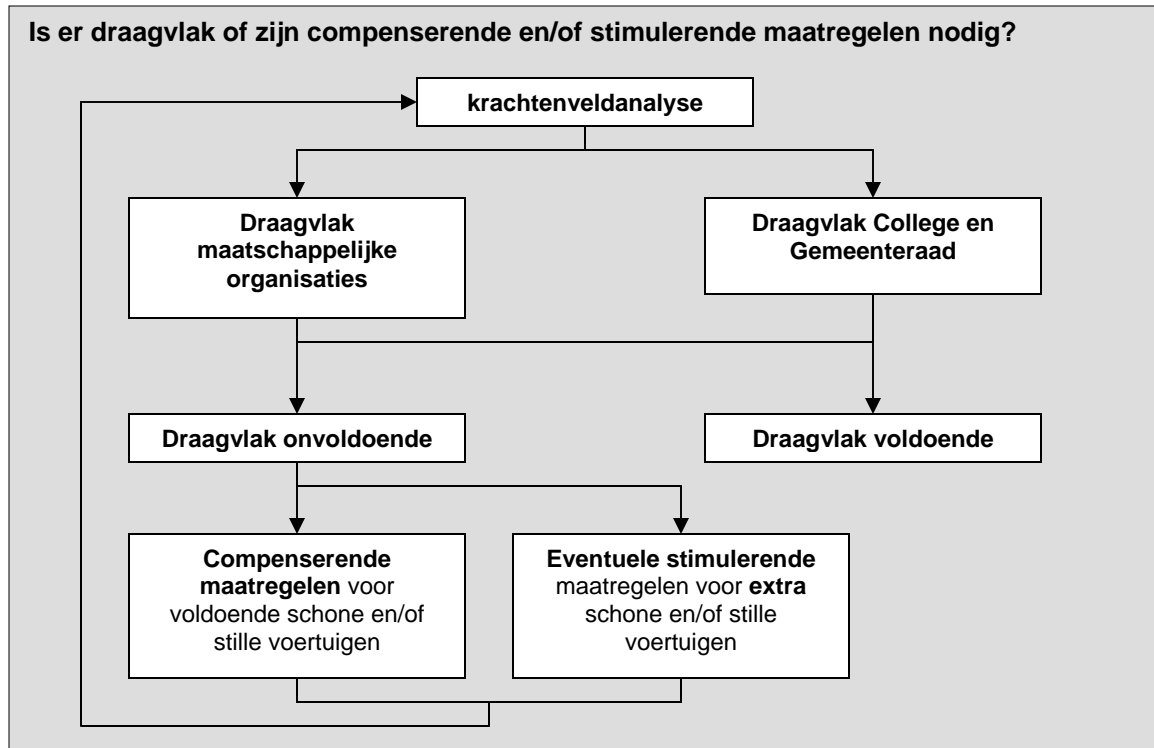 Is er draagvlak of zijn compenserende en/of stimulerende maatregelen nodig?
krachtenveldanalyse
Draagvlak
maatschappelijke
organisaties
Draagvlak College en
Gemeenteraad
Draagvlak onvoldoende
Draagvlak voldoende
Compenserende
maatregelen voor
voldoende schone en/of
stille voertuigen
Eventuele stimulerende
maatregelen voor extra
schone en/of stille
voertuigen